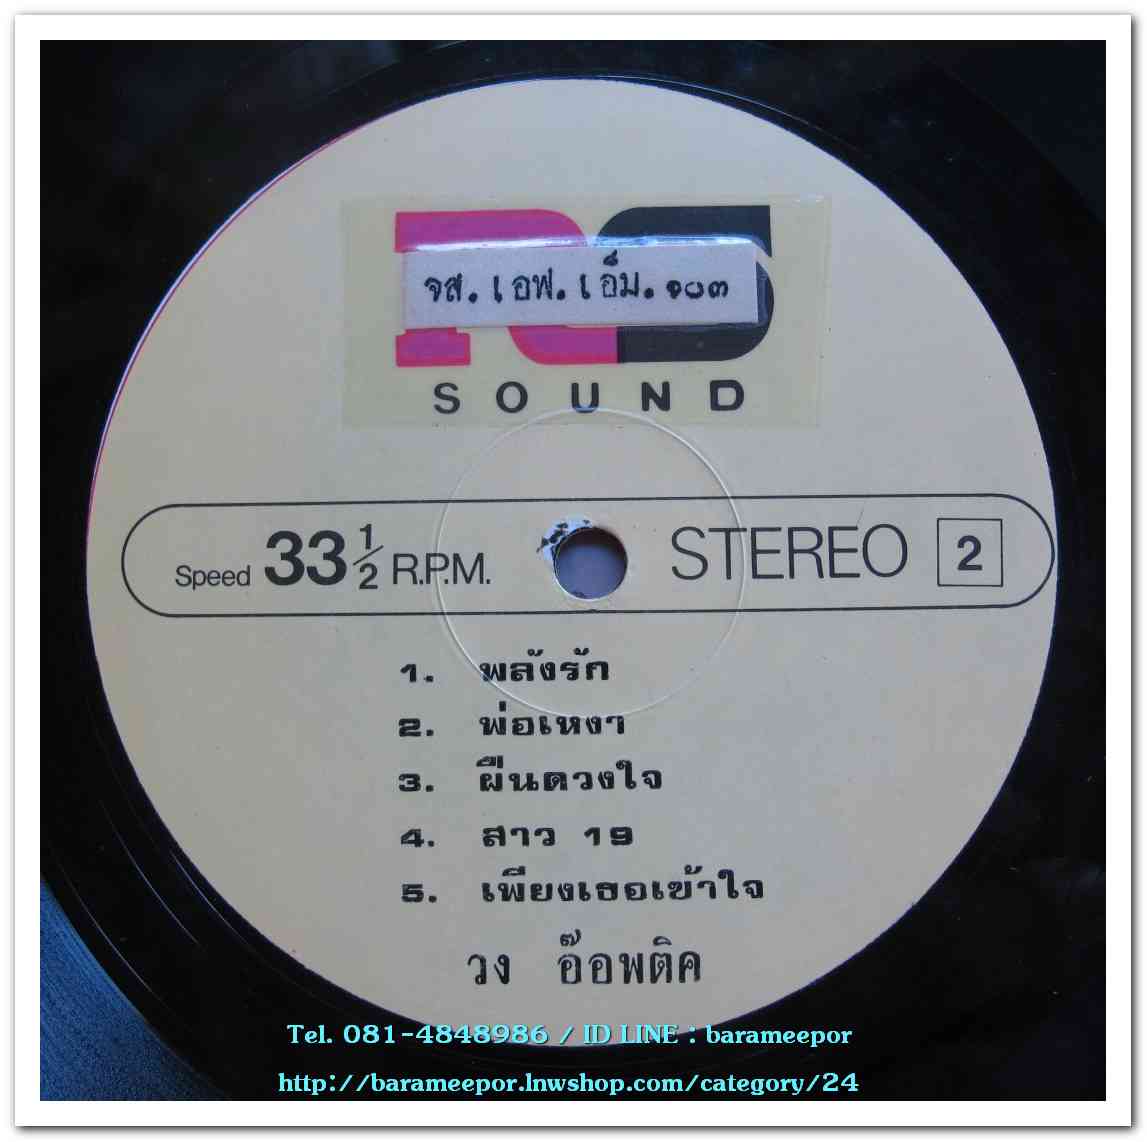 RS
จส. เอฟ. เอ็ม. ๑๐๓
SOUND
Speed 33 1/2 R.P.M. STEREO 2
1. พลังรัก
2. พ่อเหงา
3. ผืนดวงใจ
4. สาว 19
5. เพียงเธอเข้าใจ
วง อ๊อพติค
Tel. 081-4848986 / ID LINE : barameepor
http://barameepor.lnwshop.com/category/24